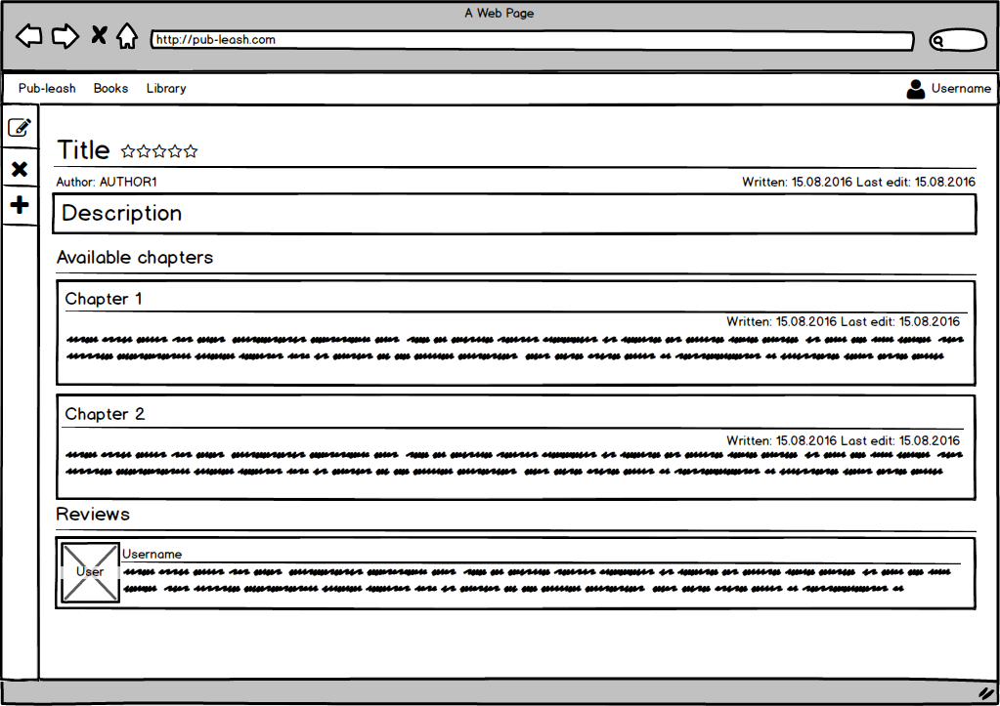 A Web Page
http://pub-leash.com
Pub-leash Books Library Username
Title
Author: AUTHOR1 Written: 15.08.2016 Last edit: 15.08.2016
Description
Available chapters
Chapter 1
Written: 15.08.2016 Last edit: 15.08.2016
Chapter 2
Written: 15.08.2016 Last edit: 15.08.2016
Reviews
Username
User